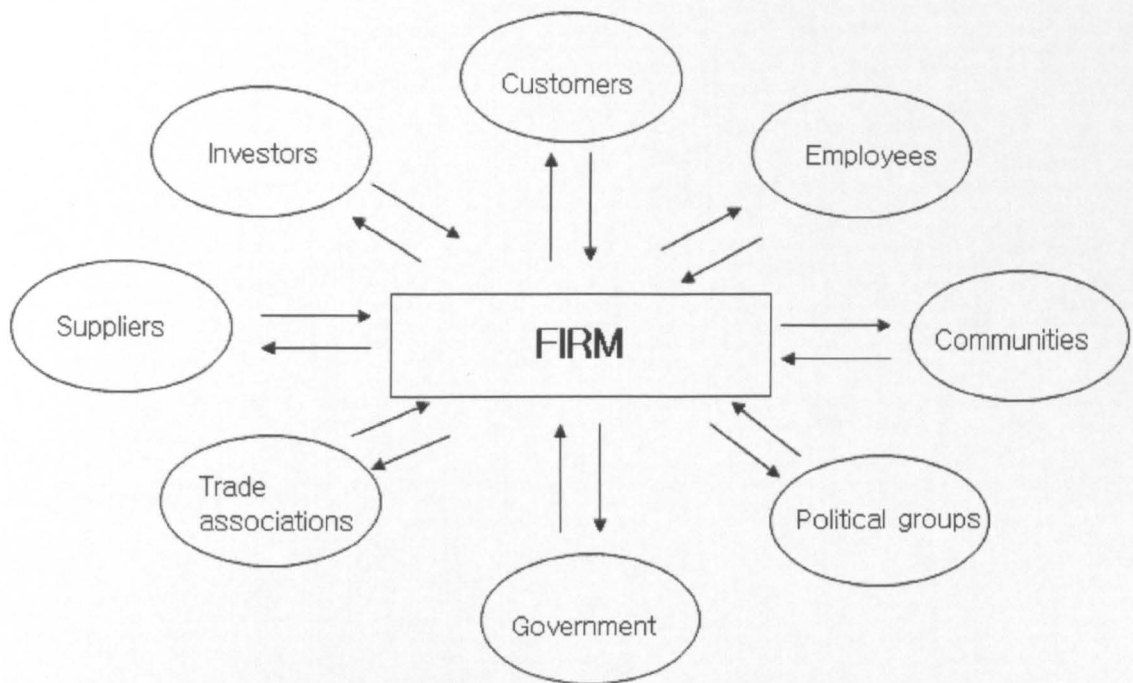 Customers
Investors
Employees
Suppliers
FIRM
Communities
Trade
associations
Political groups
Government